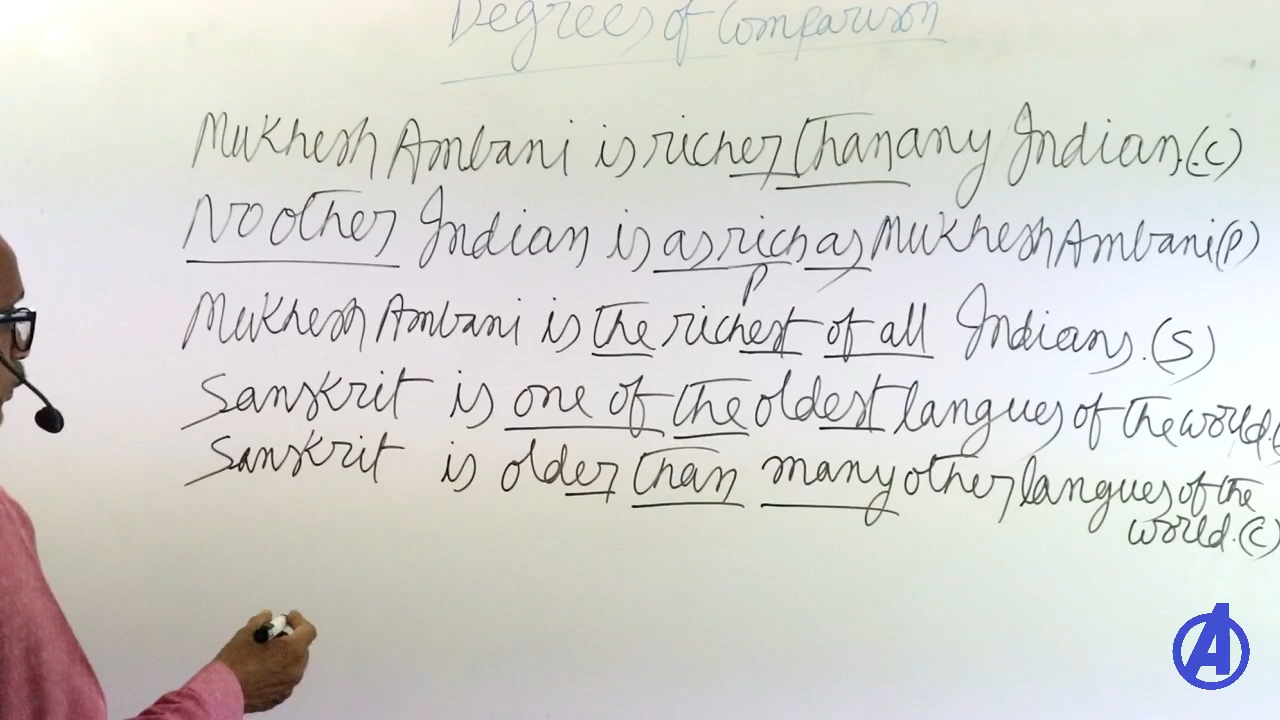 Degrees of Comparison
Mukhesh Ambani is richer than any Indian.(C)
No other Indian is as rich as Mukhesh Ambani(P)
P
Mukhesh Ambani is the richest of all Indians.(S)
Sanskrit is one of the oldest langues of the world.(
Sanskrit is older than many other langues of the
world.(C)
A